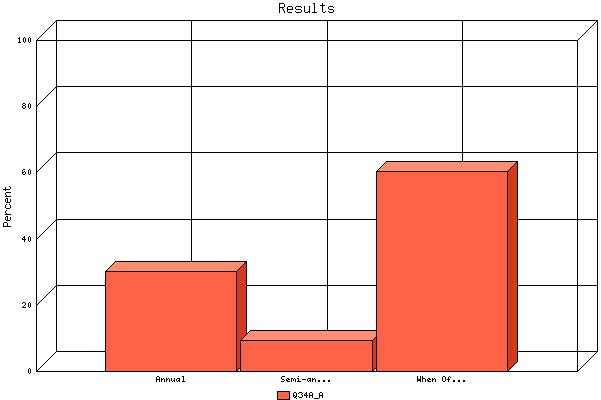 Results
100
80
60
40
20
0
Percent
Annual
Semi-an...
When Of...
Q34A_A